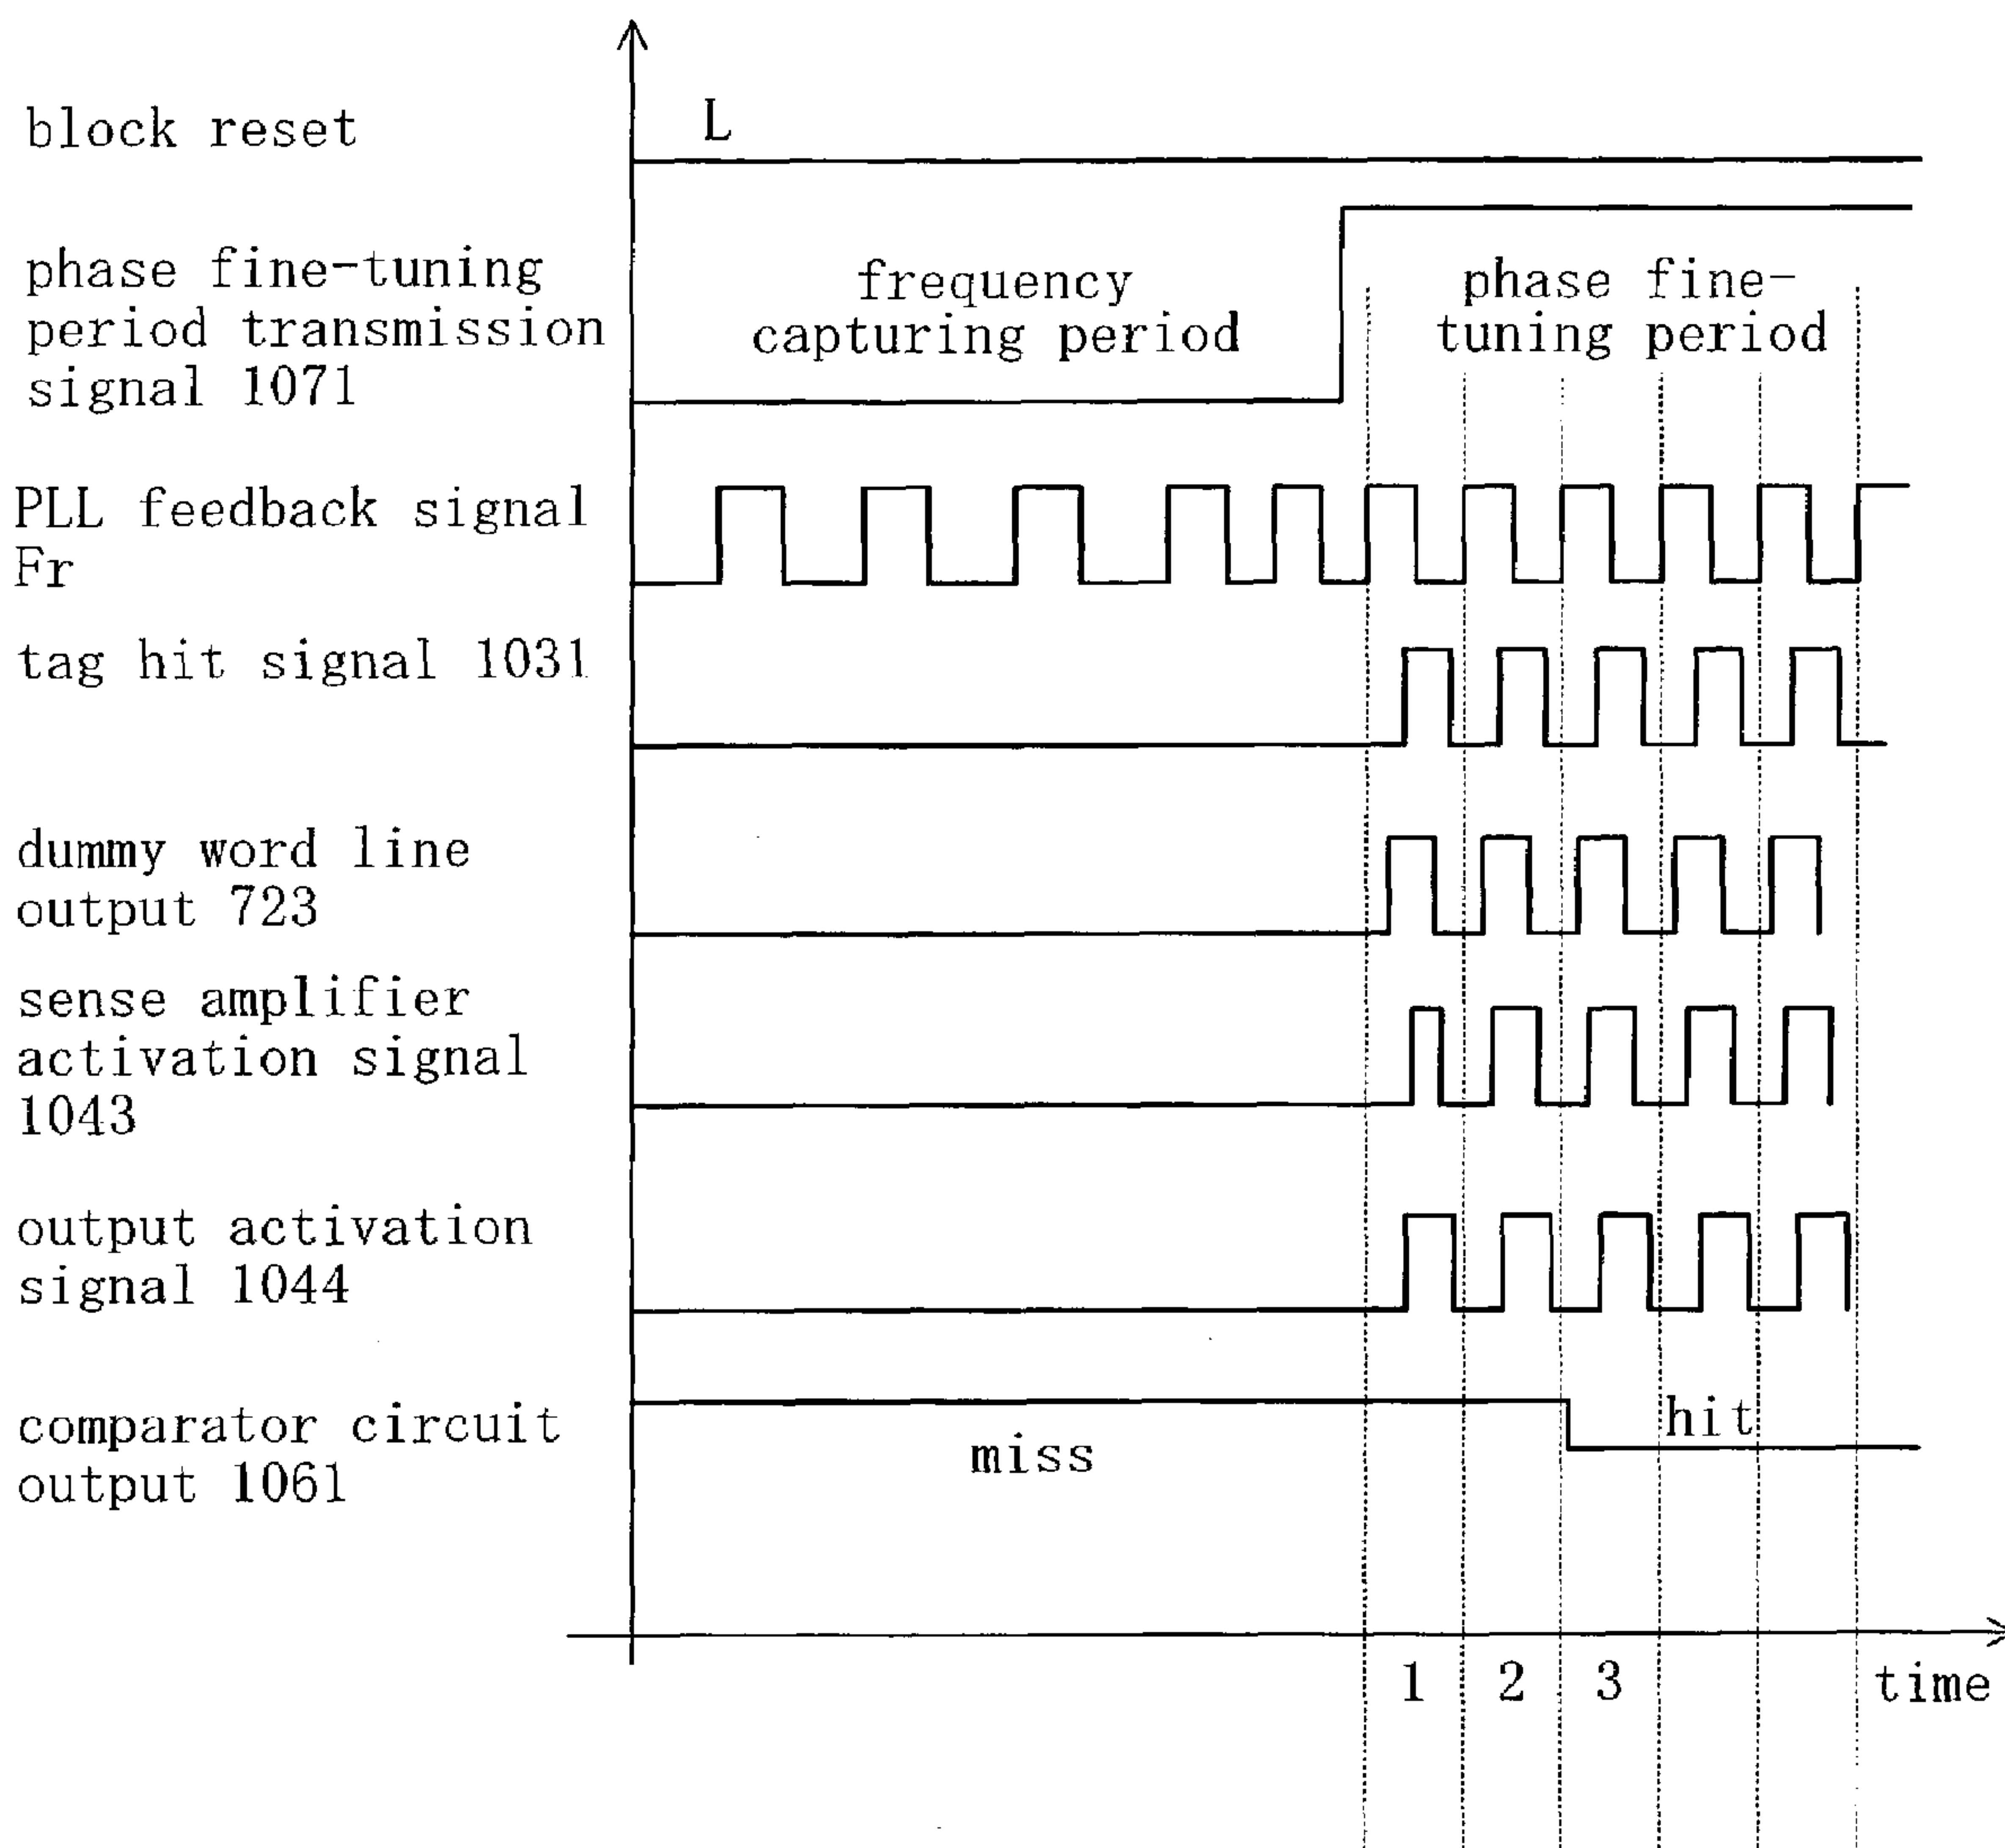 block reset
L
phase fine-tuning
period transmission
signal 1071
frequency
capturing period
phase fine-
tuning period
PLL feedback signal
Fr
tag hit signal 1031
dummy word line
output 723
sense amplifier
activation signal
1043
output activation
signal 1044
comparator circuit
output 1061
miss
hit
1 2 3 time